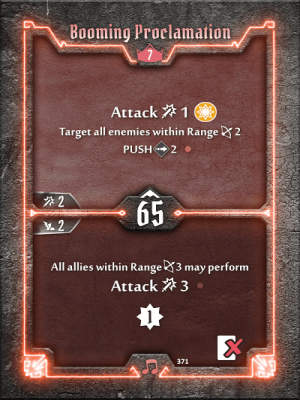 Booming Proclamation
7
Attack 1
Target all enemies within Range 2
PUSH 2
2
65
2
All allies within Range 3 may perform
Attack 3
1
371